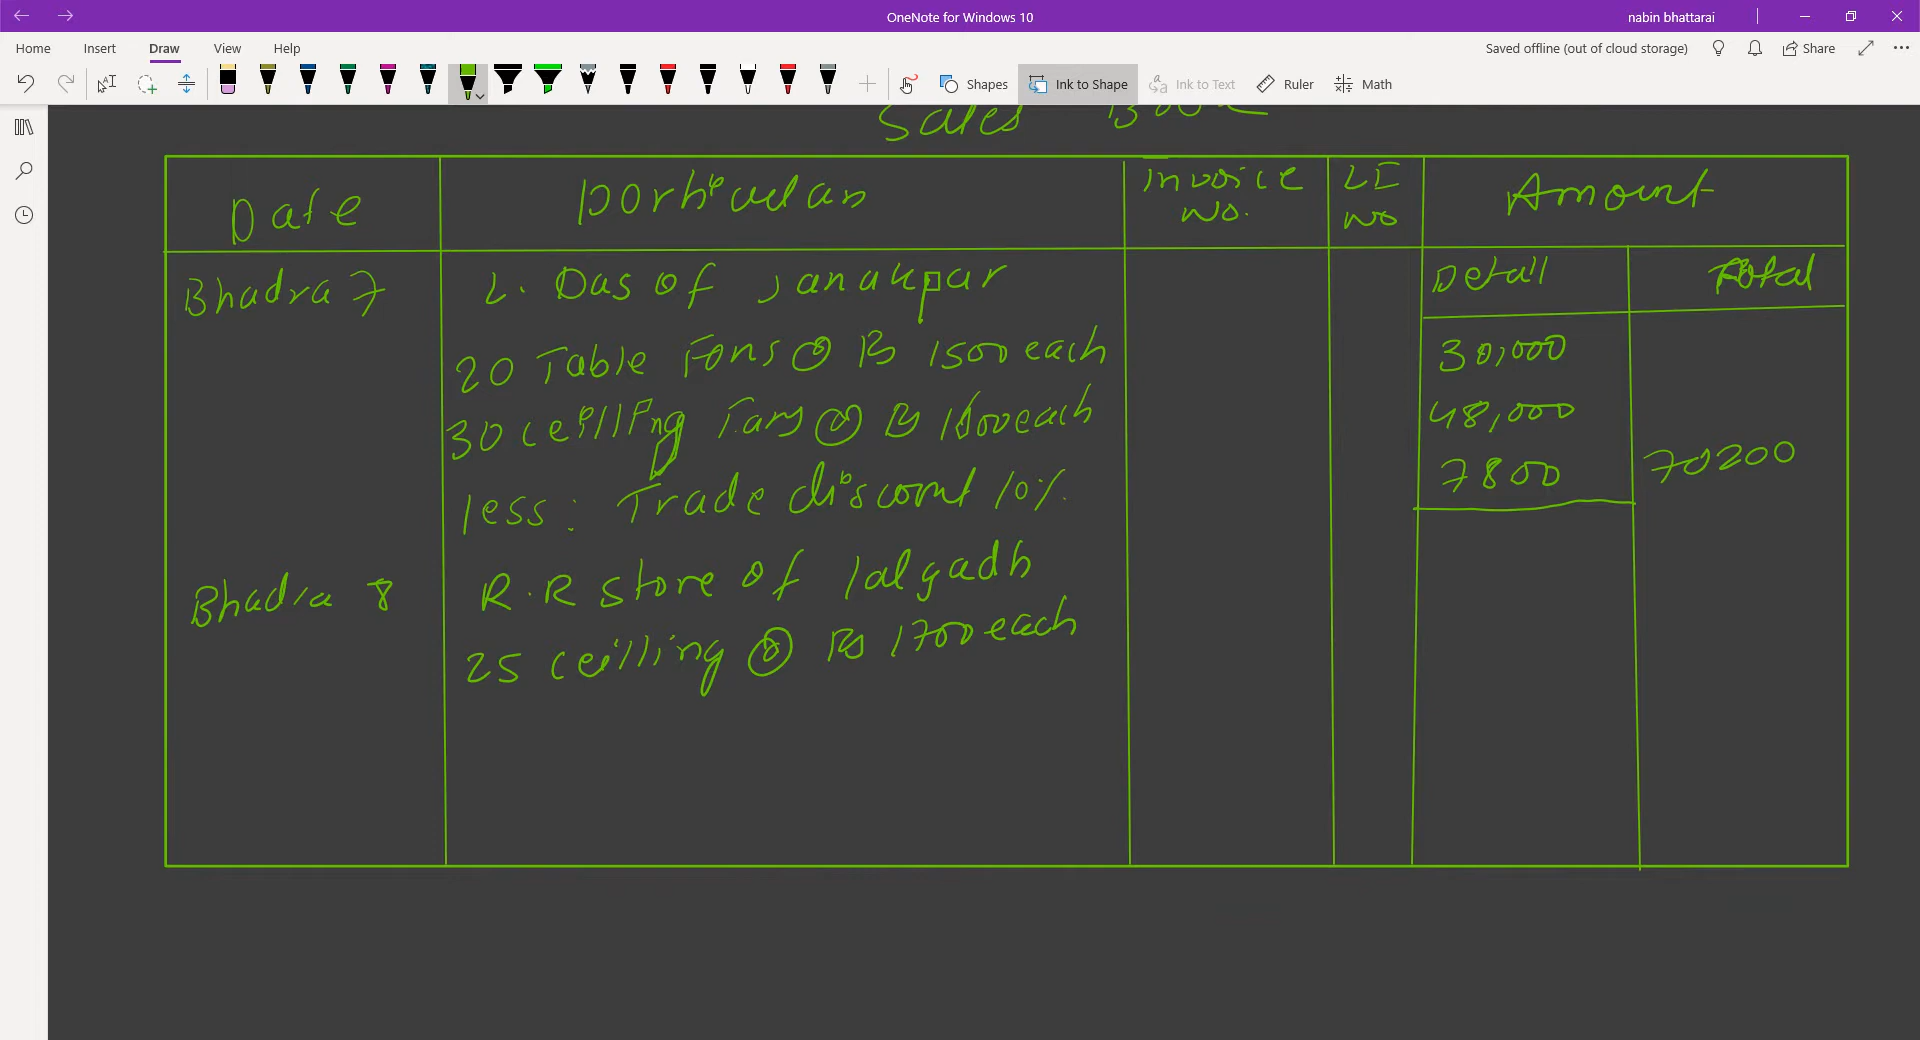 OneNote for Windows 10
nabin bhattarai
Home Insert Draw View Help
Saved offline (out of cloud storage)
Share
Shapes
Ink to Shape
Ink to Text
Ruler
Math
Sales Book
Date
Particulars
Invoice No.
LF No
Amount
Detail
Total
Bhadra 7
L. Das of Janakpur
20 Table Fans @ Rs 1500 each
30,000
30 ceilling Fans @ Rs 1600 each
48,000
less: Trade discount 10%
7800
70200
Bhadra 8
R.R store of lalgadh
25 ceilling @ Rs 1700 each